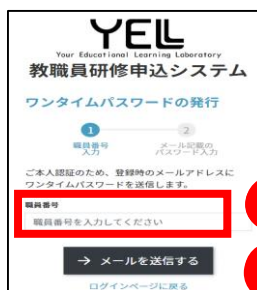 YELL
Your Educational Learning Laboratory
教職員研修申込システム
ワンタイムパスワードの発行
1 2
職員番号
入力
メール記載の
パスワード入力
ご本人認証のため、登録時のメールアドレスに
ワンタイムパスワードを送信します。
職員番号
職員番号を入力してください
→ メールを送信する
ログインページに戻る